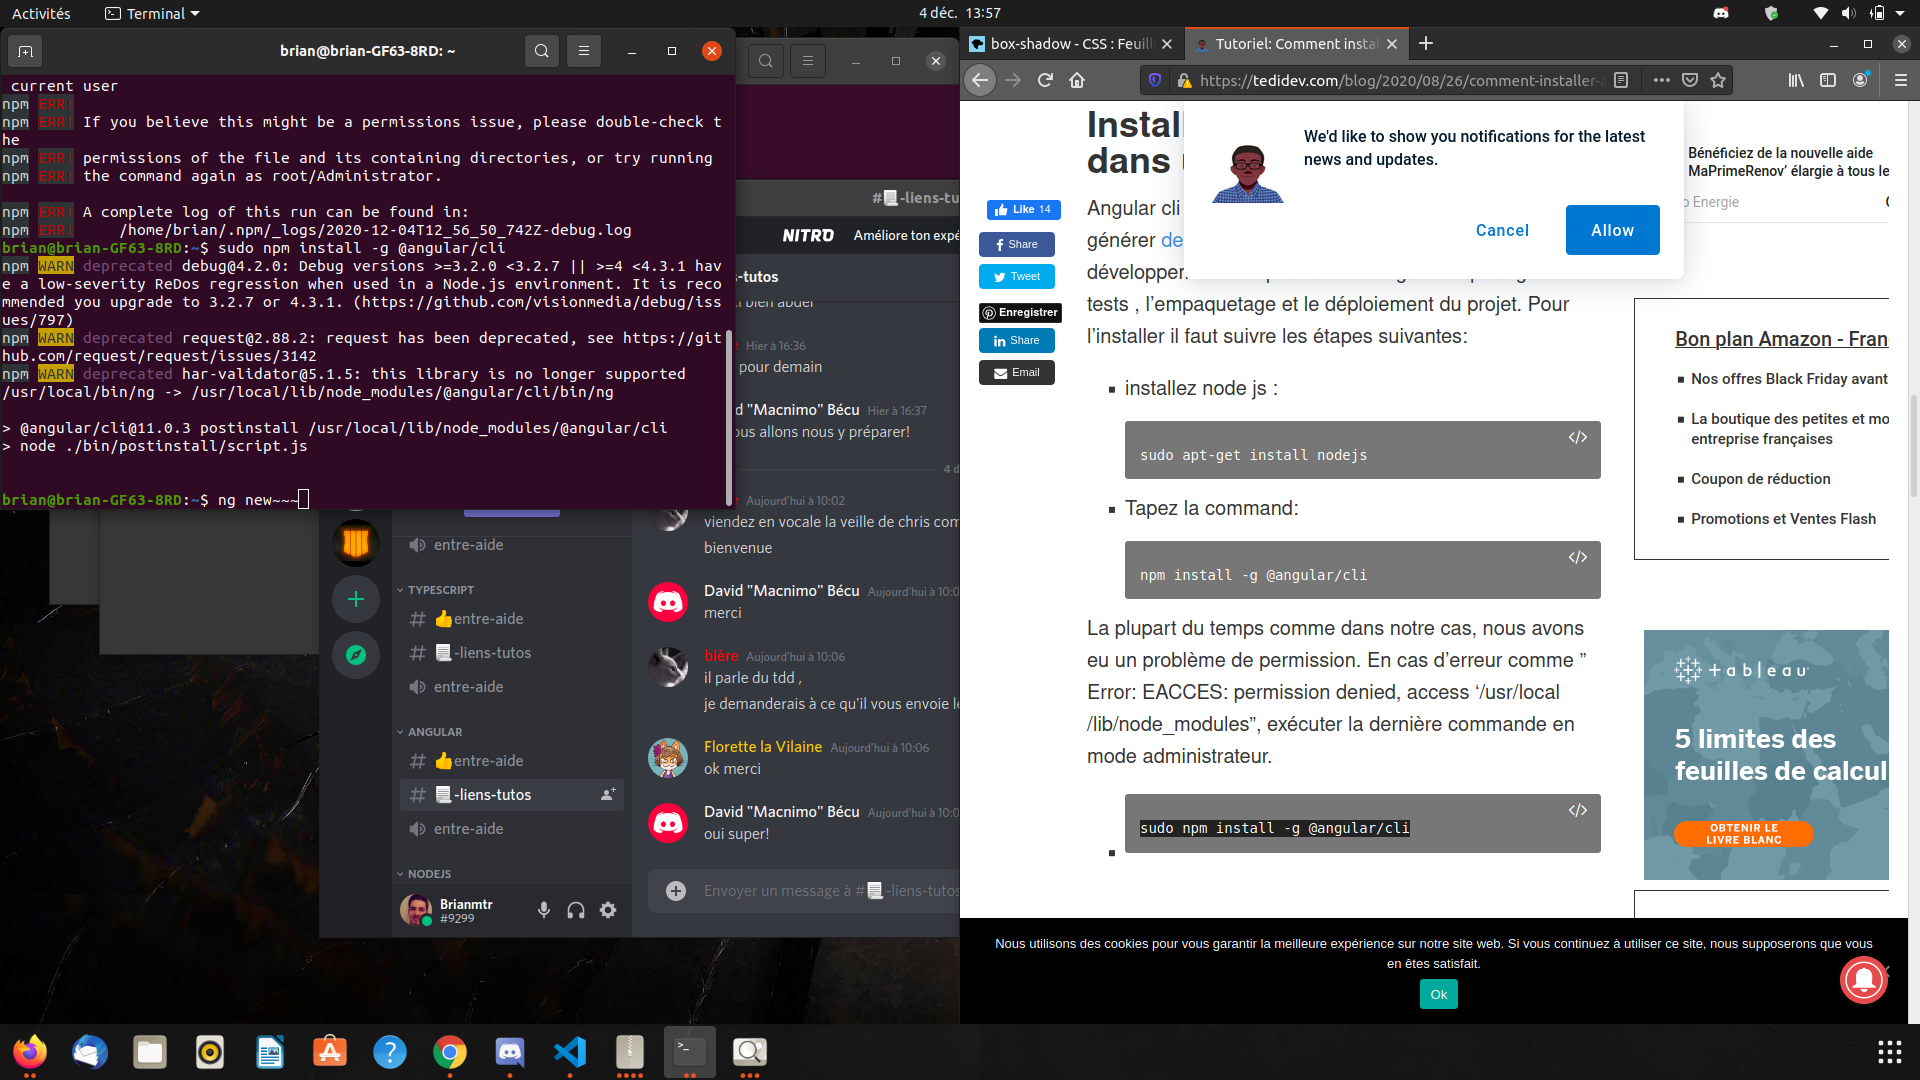 Activités
Terminal
4 déc.  13:57
brian@brian-GF63-8RD: ~
current user
npm ERR!
npm ERR! If you believe this might be a permissions issue, please double-check t
he
npm ERR! permissions of the file and its containing directories, or try running
npm ERR! the command again as root/Administrator.
npm ERR! A complete log of this run can be found in:
npm ERR!     /home/brian/.npm/_logs/2020-12-04T12_56_50_742Z-debug.log
brian@brian-GF63-8RD:~$ sudo npm install -g @angular/cli
npm WARN deprecated debug@4.2.0: Debug versions >=3.2.0 <3.2.7 || >=4 <4.3.1 hav
e a low-severity ReDos regression when used in a Node.js environment. It is reco
mmended you upgrade to 3.2.7 or 4.3.1. (https://github.com/visionmedia/debug/iss
ues/797)
npm WARN deprecated request@2.88.2: request has been deprecated, see https://git
hub.com/request/request/issues/3142
npm WARN deprecated har-validator@5.1.5: this library is no longer supported
/usr/local/bin/ng -> /usr/local/lib/node_modules/@angular/cli/bin/ng
> @angular/cli@11.0.3 postinstall /usr/local/lib/node_modules/@angular/cli
> node ./bin/postinstall/script.js
brian@brian-GF63-8RD:~$ ng new~~~
#📃-liens-tu
NITRO Améliore ton expé
s-tutos
bien abdel
Hier à 16:36
pour demain
d "Macnimo" Bécu Hier à 16:37
ous allons nous y préparer!
4 d
Aujourd'hui à 10:02
viendez en vocale la veille de chris com
bienvenue
David "Macnimo" Bécu Aujourd'hui à 10:0
merci
bière Aujourd'hui à 10:06
il parle du tdd ,
je demanderais à ce qu'il vous envoie le
Florette la Vilaine Aujourd'hui à 10:06
ok merci
David "Macnimo" Bécu Aujourd'hui à 10:0
oui super!
Envoyer un message à #📃-liens-tutos
entre-aide
TYPESCRIPT
# 👍entre-aide
# 📃-liens-tutos
entre-aide
ANGULAR
# 👍entre-aide
# 📃-liens-tutos
entre-aide
NODEJS
Brianmtr
#9299
box-shadow - CSS : Feuill
Tutoriel: Comment instal
https://tedidev.com/blog/2020/08/26/comment-installer-a
We'd like to show you notifications for the latest
news and updates.
Cancel
Allow
Like 14
Share
Tweet
Enregistrer
Share
Email
Install
dans
Angular cli
générer de
développer
tests , l'empaquetage et le déploiement du projet. Pour
l'installer il faut suivre les étapes suivantes:
installez node js :
</>
sudo apt-get install nodejs
Tapez la command:
</>
npm install -g @angular/cli
La plupart du temps comme dans notre cas, nous avons
eu un problème de permission. En cas d'erreur comme ”
Error: EACCES: permission denied, access ‘/usr/local
/lib/node_modules”, exécuter la dernière commande en
mode administrateur.
</>
sudo npm install -g @angular/cli
Bénéficiez de la nouvelle aide
MaPrimeRenov’ élargie à tous le
o Energie
Bon plan Amazon - Fran
Nos offres Black Friday avant
La boutique des petites et mo
entreprise françaises
Coupon de réduction
Promotions et Ventes Flash
+ableau
5 limites des
feuilles de calcul
OBTENIR LE
LIVRE BLANC
Nous utilisons des cookies pour vous garantir la meilleure expérience sur notre site web. Si vous continuez à utiliser ce site, nous supposerons que vous
en êtes satisfait.
Ok